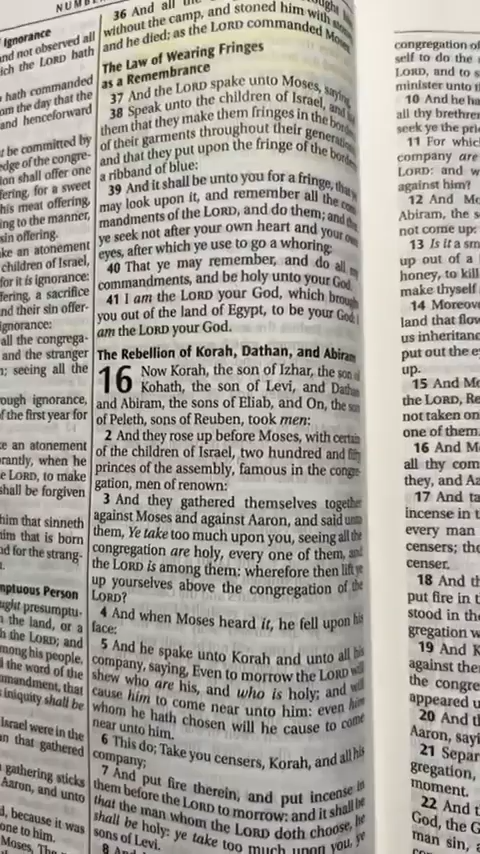 NUMBE
Ignorance
and not observed all
ich the LORD hath
hath commanded
om the day that the
and henceforward
be committed by
edge of the congre-
ion shall offer one
fering, for a sweet
his meat offering,
ing to the manner,
sin offering.
ke an atonement
children of Israel,
for it is ignorance:
fering, a sacrifice
nd their sin offer-
ignorance:
all the congrega-
and the stranger
m; seeing all the
ough ignorance,
f the first year for
e an atonement
rantly, when he
e LORD, to make
shall be forgiven
him that sinneth
him that is born
nd for the strang-
mptuous Person
ught presumptu-
the land, or a
h the LORD; and
mong his people.
the word of the
mandment, that
iniquity shall be
Israel were in the
an that gathered
gathering sticks
Aaron, and unto
d, because it was
one to him.
Moses, The
36 And all the
without the camp, and stoned him with
and he died; as the LORD commanded Moses.
The Law of Wearing Fringes
as a Remembrance
37 And the LORD spake unto Moses, saying,
38 Speak unto the children of Israel, and
them that they make them fringes in the borders
of their garments throughout their generations
and that they put upon the fringe of the borders
a ribband of blue:
39 And it shall be unto you for a fringe, that ye
may look upon it, and remember all the com
mandments of the LORD, and do them; and that
ye seek not after your own heart and your own
eyes, after which ye use to go a whoring:
40 That ye may remember, and do all my
commandments, and be holy unto your God.
41 I am the LORD your God, which brought
you out of the land of Egypt, to be your God: I
am the LORD your God.
The Rebellion of Korah, Dathan, and Abiram
16 Now Korah, the son of Izhar, the son of
Kohath, the son of Levi, and Dathan
and Abiram, the sons of Eliab, and On, the son
of Peleth, sons of Reuben, took men:
2 And they rose up before Moses, with certain
of the children of Israel, two hundred and fifty
princes of the assembly, famous in the congre-
gation, men of renown:
3 And they gathered themselves together
against Moses and against Aaron, and said unto
them, Ye take too much upon you, seeing all the
congregation are holy, every one of them, and
the LORD is among them: wherefore then lift ye
up yourselves above the congregation of the
LORD?
4 And when Moses heard it, he fell upon his
face:
5 And he spake unto Korah and unto all his
company, saying, Even to morrow the LORD will
shew who are his, and who is holy; and will
cause him to come near unto him: even him
whom he hath chosen will he cause to come
near unto him.
6 This do; Take you censers, Korah, and all his
company;
7 And put fire therein, and put incense in
them before the LORD to morrow: and it shall be
that the man whom the LORD doth choose, he
shall be holy: ye take too much upon you, ye
sons of Levi.
8 And
congregation of
self to do the
LORD, and to s
minister unto t
10 And he ha
all thy brethren
seek ye the pri
11 For which
company are
LORD: and w
against him?
12 And Mo
Abiram, the s
not come up:
13 Is it a sm
up out of a
honey, to kill
make thyself
14 Moreov
land that flow
us inheritanc
put out the e
up.
15 And Mo
the LORD, Re
not taken on
one of them.
16 And Mo
all thy com
they, and Aa
17 And ta
incense in t
every man
censers; the
censer.
18 And th
put fire in t
stood in the
gregation w
19 And K
against them
the congre
appeared u
20 And th
Aaron, sayi
21 Separ
gregation,
moment.
22 And t
God, the G
man sin, a